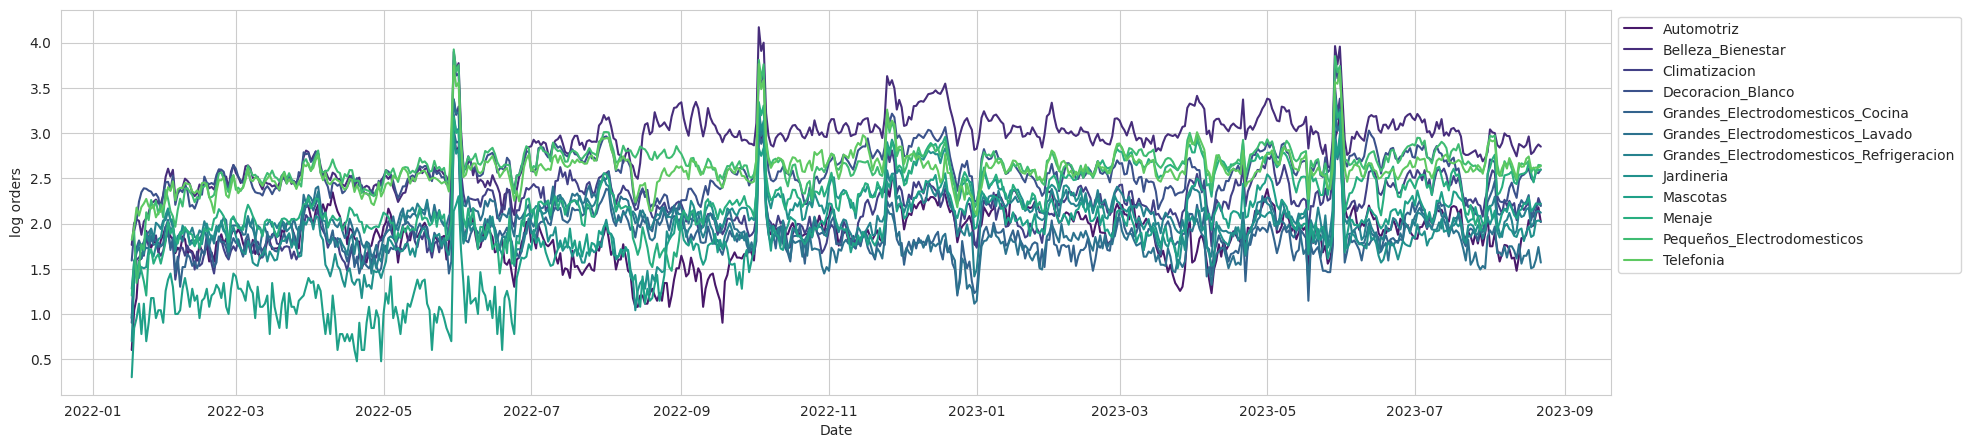 log orders
4.0
3.5
3.0
2.5
2.0
1.5
1.0
0.5
2022-01 2022-03 2022-05 2022-07 2022-09 2022-11 2023-01 2023-03 2023-05 2023-07 2023-09
Date
Automotriz
Belleza_Bienestar
Climatizacion
Decoracion_Blanco
Grandes_Electrodomesticos_Cocina
Grandes_Electrodomesticos_Lavado
Grandes_Electrodomesticos_Refrigeracion
Jardineria
Mascotas
Menaje
Pequeños_Electrodomesticos
Telefonia